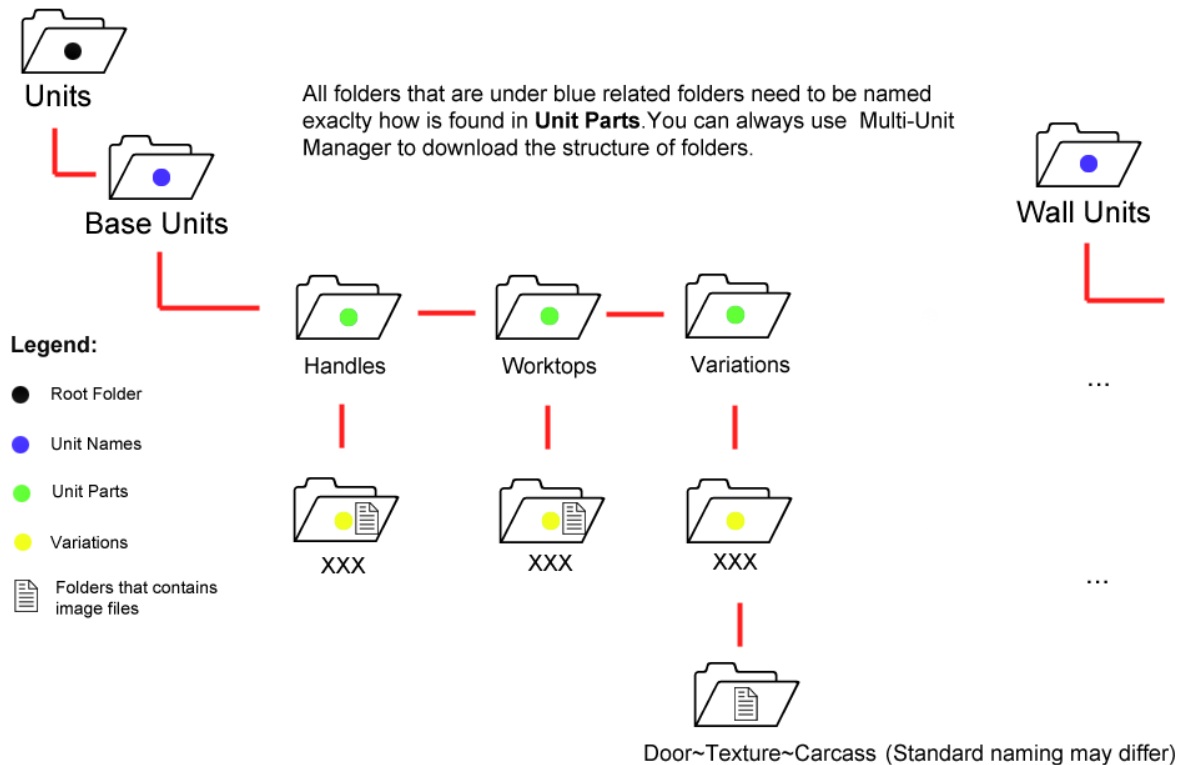 Units
All folders that are under blue related folders need to be named
exaclty how is found in Unit Parts.You can always use  Multi-Unit
Manager to download the structure of folders.
Base Units
Wall Units
Handles
Worktops
Variations
...
Legend:
Root Folder
Unit Names
Unit Parts
Variations
Folders that contains
image files
XXX
XXX
XXX
...
Door~Texture~Carcass (Standard naming may differ)